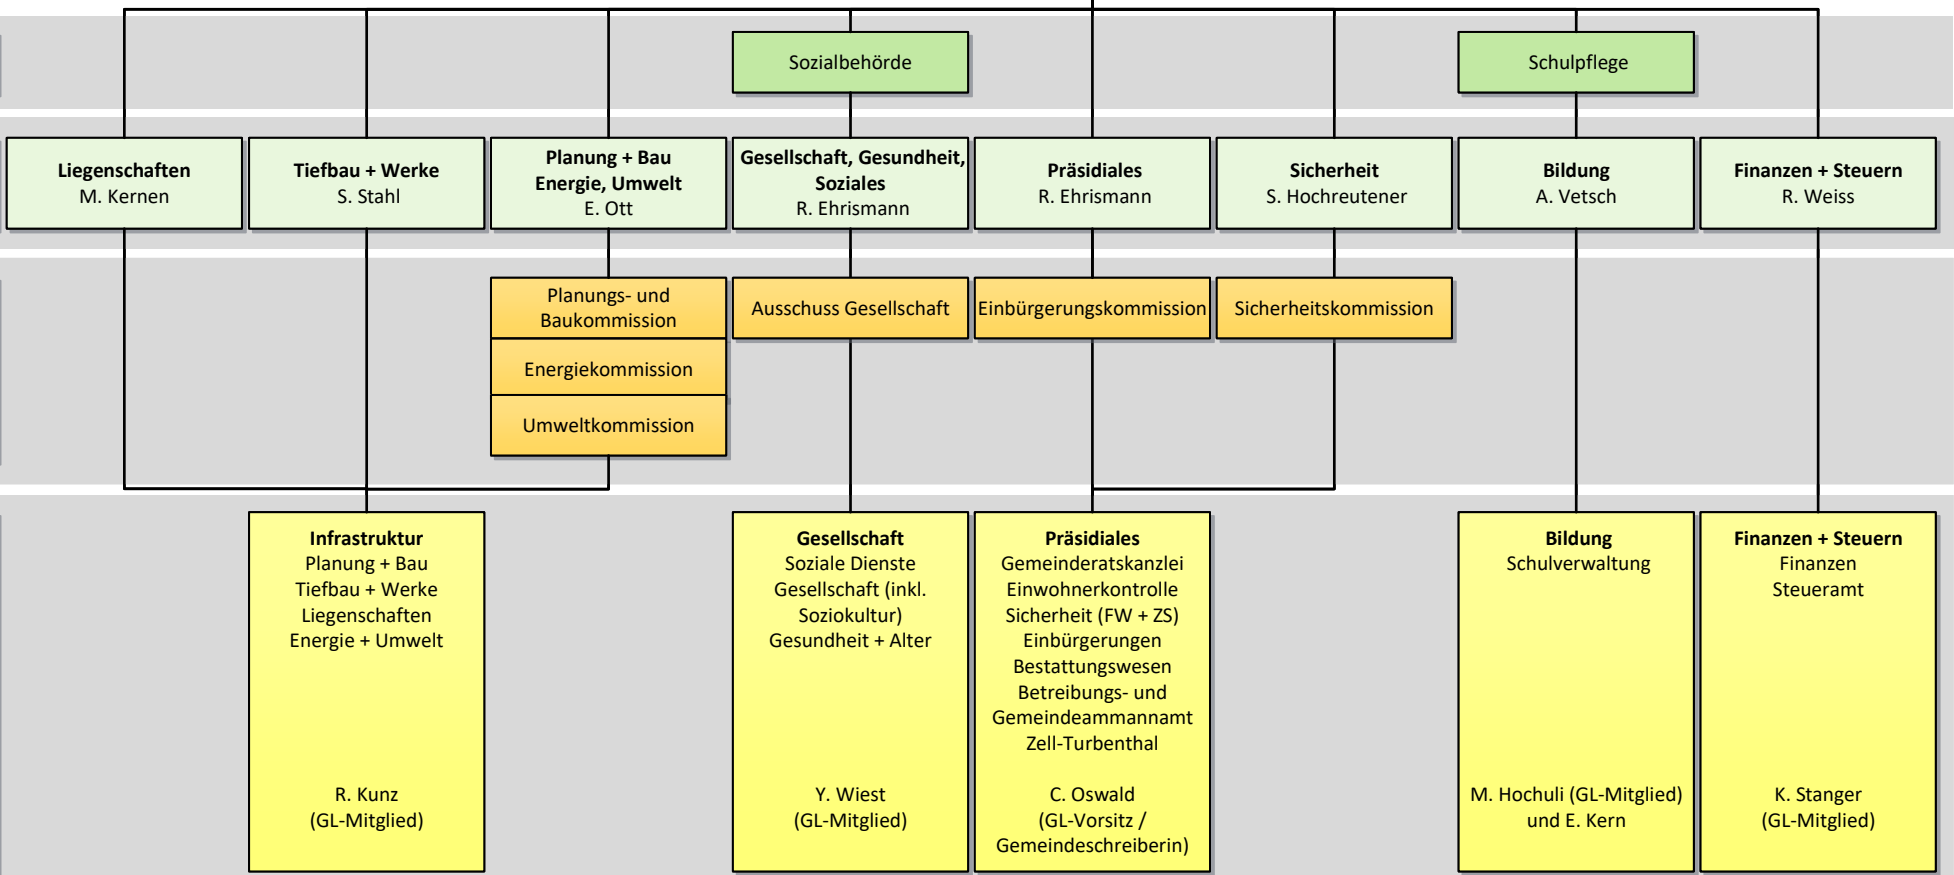 Sozialbehörde
Schulpflege
Liegenschaften
M. Kernen
Tiefbau + Werke
S. Stahl
Planung + Bau
Energie, Umwelt
E. Ott
Gesellschaft, Gesundheit,
Soziales
R. Ehrismann
Präsidiales
R. Ehrismann
Sicherheit
S. Hochreutener
Bildung
A. Vetsch
Finanzen + Steuern
R. Weiss
Planungs- und
Baukommission
Energiekommission
Umweltkommission
Ausschuss Gesellschaft
Einbürgerungskommission
Sicherheitskommission
Infrastruktur
Planung + Bau
Tiefbau + Werke
Liegenschaften
Energie + Umwelt
R. Kunz
(GL-Mitglied)
Gesellschaft
Soziale Dienste
Gesellschaft (inkl.
Soziokultur)
Gesundheit + Alter
Y. Wiest
(GL-Mitglied)
Präsidiales
Gemeinderatskanzlei
Einwohnerkontrolle
Sicherheit (FW + ZS)
Einbürgerungen
Bestattungswesen
Betreibungs- und
Gemeindeammannamt
Zell-Turbenthal
C. Oswald
(GL-Vorsitz /
Gemeindeschreiberin)
Bildung
Schulverwaltung
M. Hochuli (GL-Mitglied)
und E. Kern
Finanzen + Steuern
Finanzen
Steueramt
K. Stanger
(GL-Mitglied)